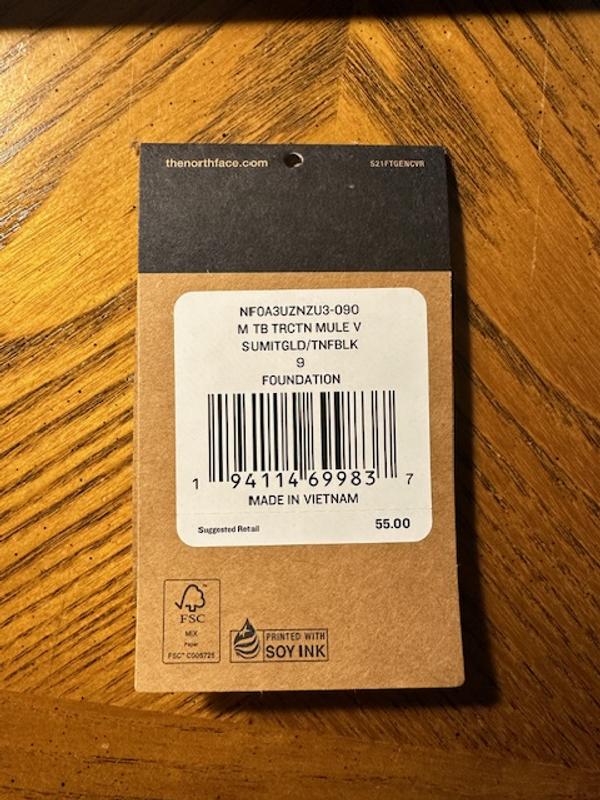 thenorthface.com S21FTGENCVR
NF0A3UZNZU3-090
M TB TRCTN MULE V
SUMITGLD/TNFBLK
9
FOUNDATION
1 94114 69983 7
MADE IN VIETNAM
Suggested Retail 55.00
FSC
MIX
Paper
FSC™ C005725
PRINTED WITH
SOY INK